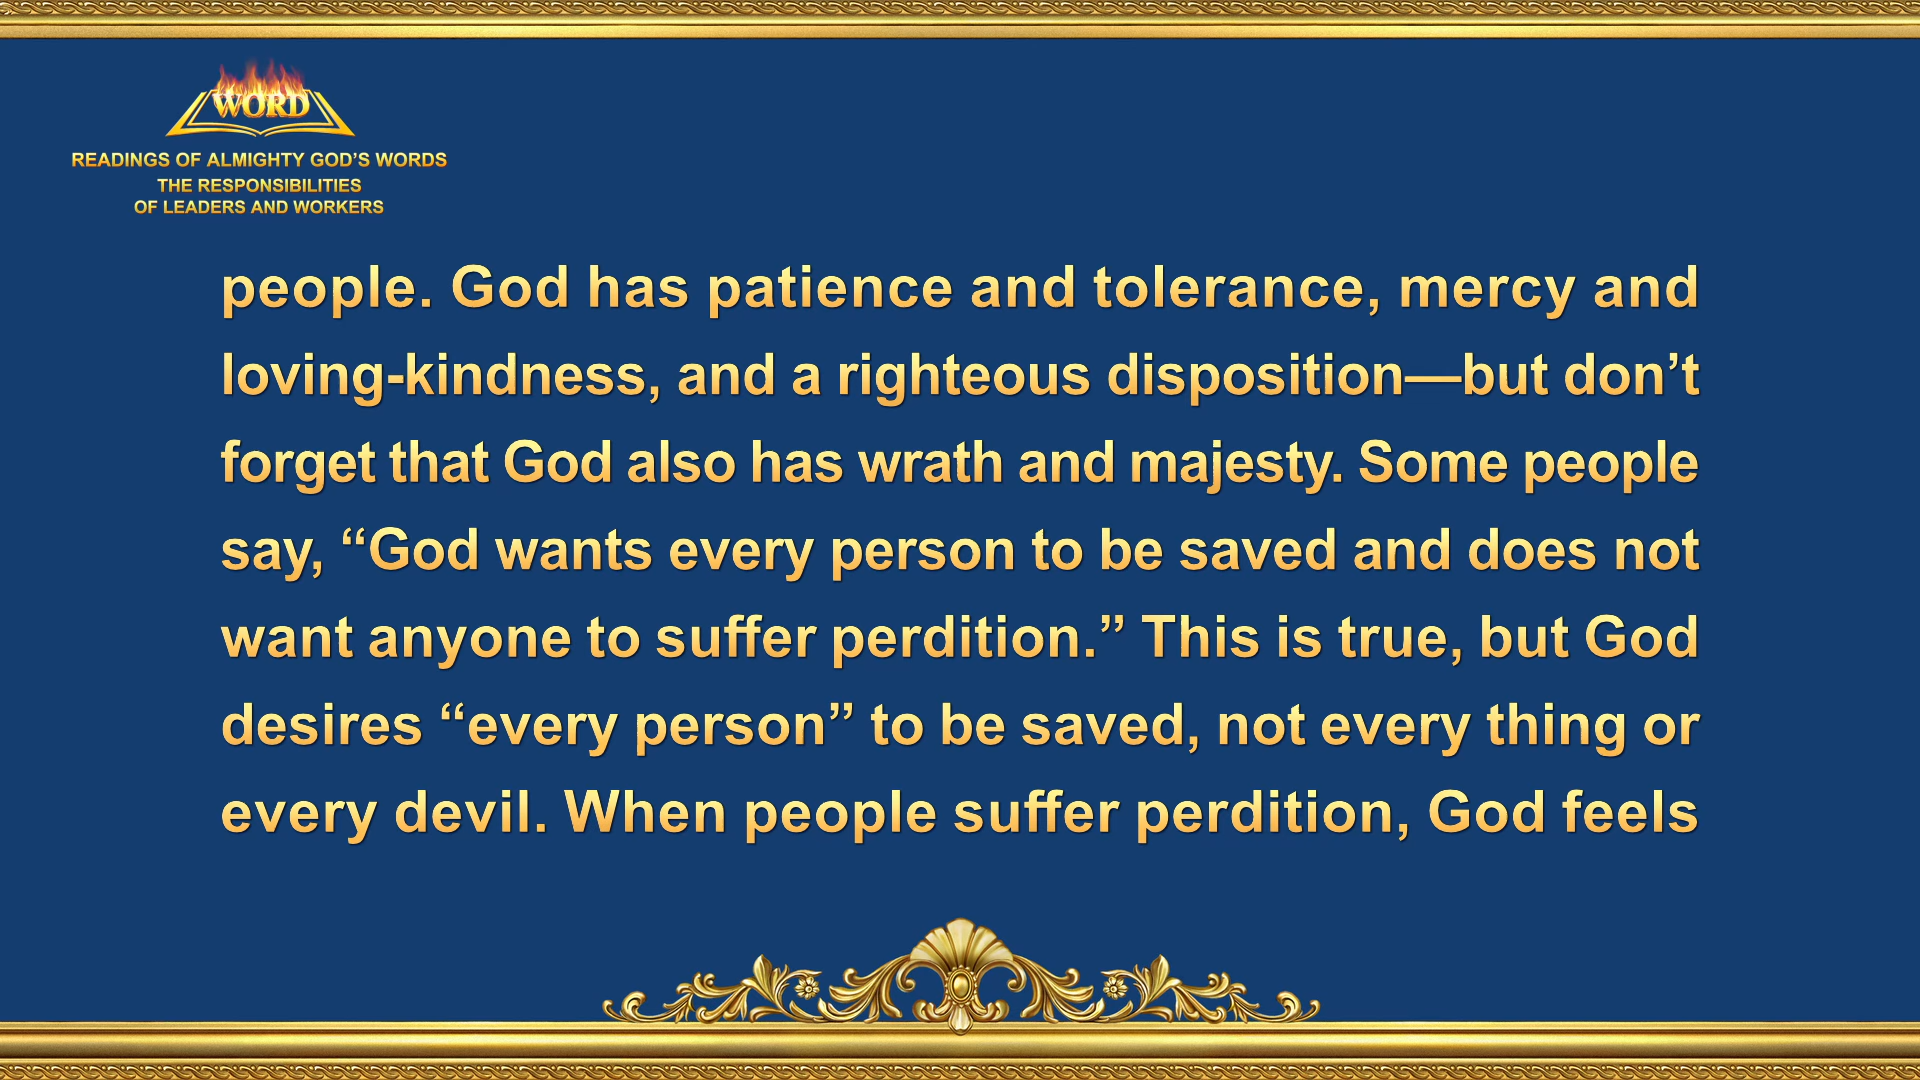 WORD
READINGS OF ALMIGHTY GOD’S WORDS
THE RESPONSIBILITIES
OF LEADERS AND WORKERS
people. God has patience and tolerance, mercy and
loving-kindness, and a righteous disposition—but don’t
forget that God also has wrath and majesty. Some people
say, “God wants every person to be saved and does not
want anyone to suffer perdition.” This is true, but God
desires “every person” to be saved, not every thing or
every devil. When people suffer perdition, God feels